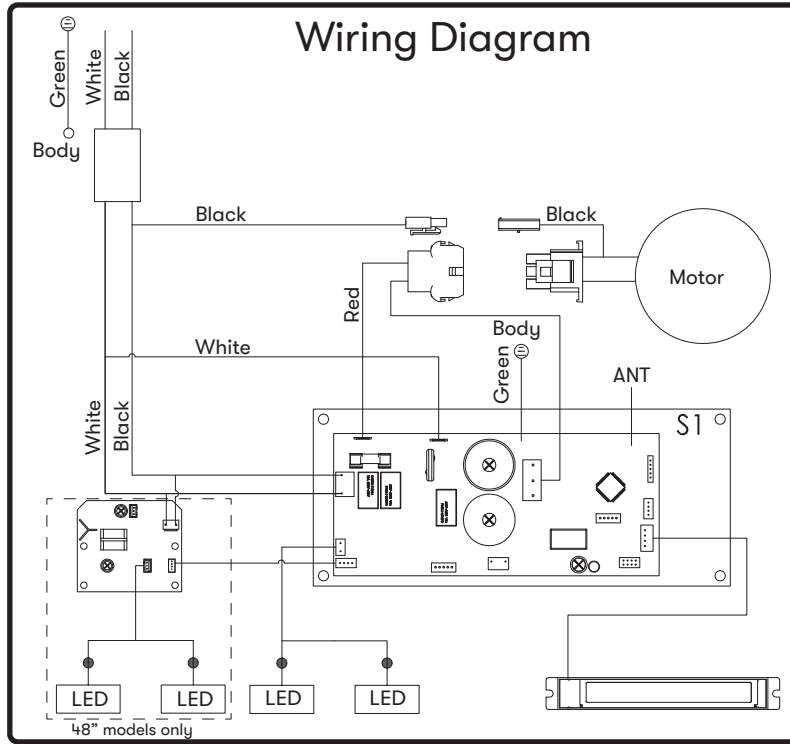 Wiring Diagram
Green
White
Black
Body
Black
Black
Motor
Red
White
Body
Green
ANT
S1
White
Black
LED
LED
LED
LED
48" models only